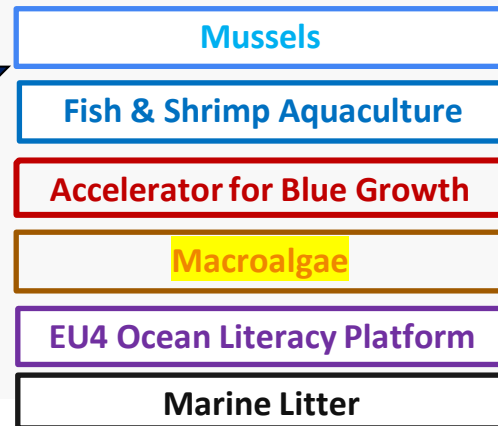 Mussels
Fish & Shrimp Aquaculture
Accelerator for Blue Growth
Macroalgae
EU4 Ocean Literacy Platform
Marine Litter